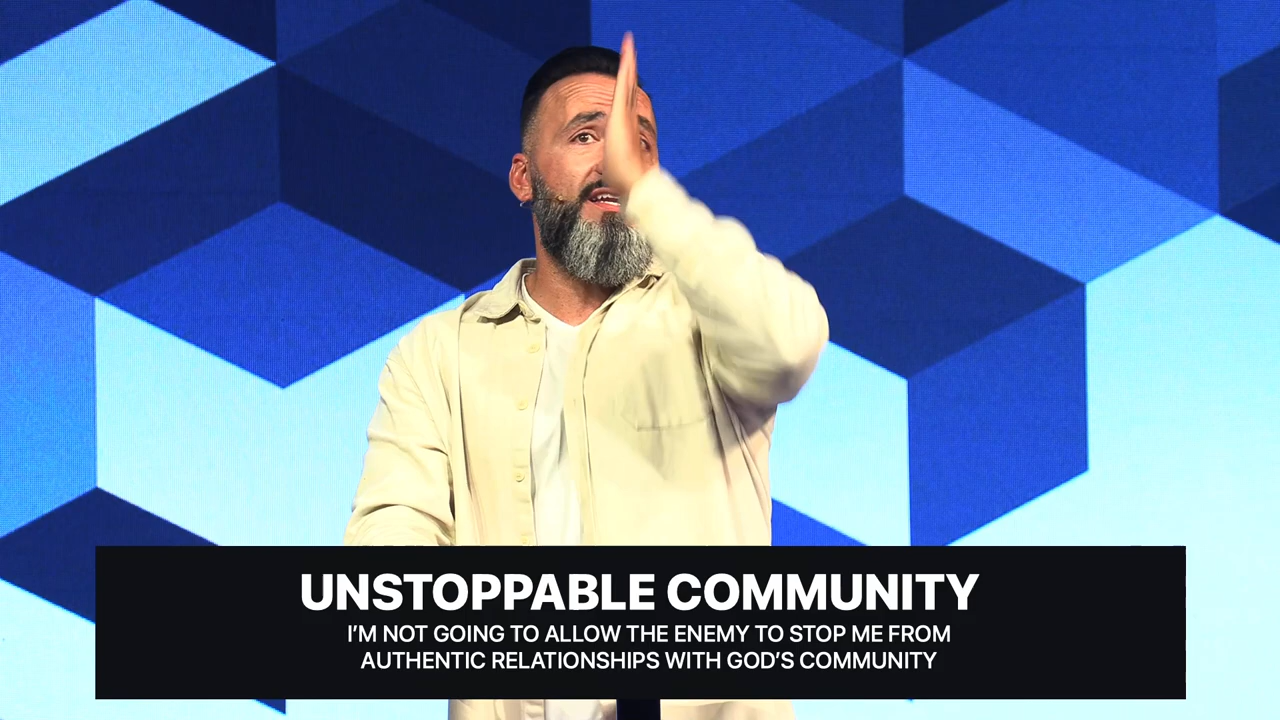 UNSTOPPABLE COMMUNITY
I’M NOT GOING TO ALLOW THE ENEMY TO STOP ME FROM
AUTHENTIC RELATIONSHIPS WITH GOD’S COMMUNITY